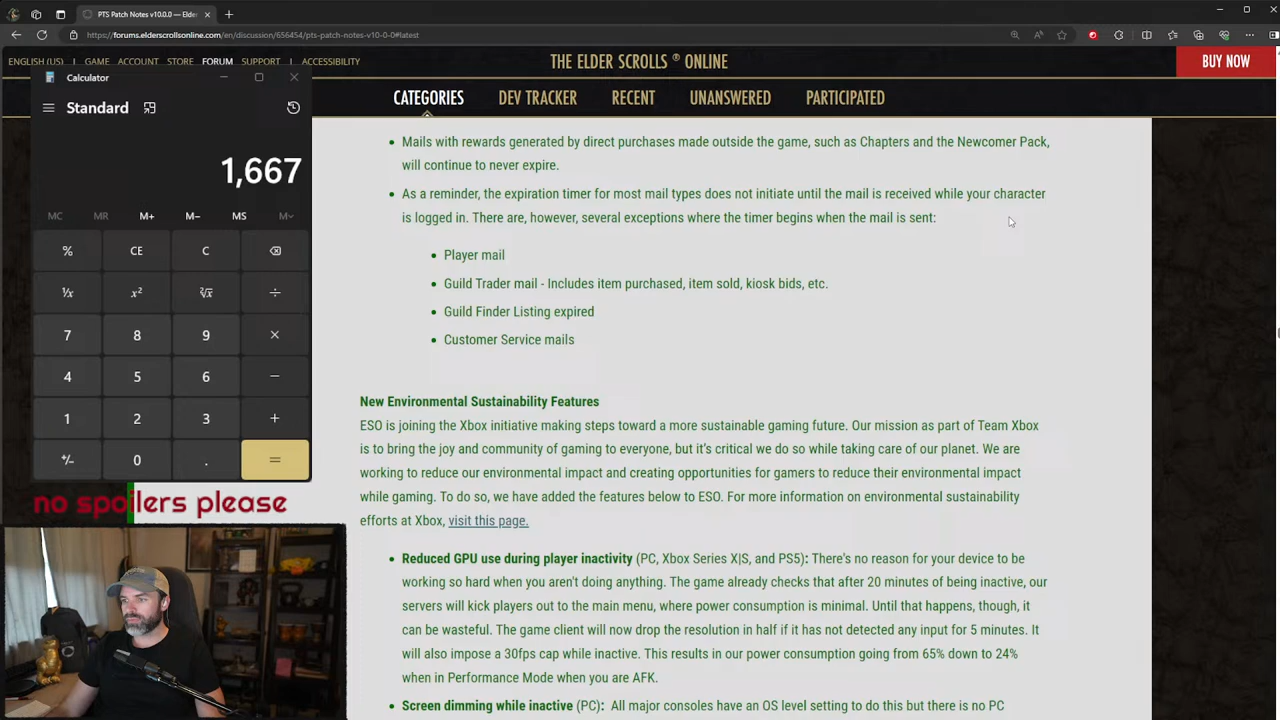 PTS Patch Notes v10.0.0 — Elder
https://forums.elderscrollsonline.com/en/discussion/656454/pts-patch-notes-v10-0-0#latest
ENGLISH (US) | GAME ACCOUNT STORE FORUM SUPPORT | ACCESSIBILITY
THE ELDER SCROLLS ® ONLINE
BUY NOW
CATEGORIES DEV TRACKER RECENT UNANSWERED PARTICIPATED
Calculator
Standard
1,667
MC MR M+ M− MS M
% CE C
¹/x x² ²√x ÷
7 8 9 ×
4 5 6 −
1 2 3 +
+/− 0 . =
no spoilers please
Mails with rewards generated by direct purchases made outside the game, such as Chapters and the Newcomer Pack,
will continue to never expire.
As a reminder, the expiration timer for most mail types does not initiate until the mail is received while your character
is logged in. There are, however, several exceptions where the timer begins when the mail is sent:
Player mail
Guild Trader mail - Includes item purchased, item sold, kiosk bids, etc.
Guild Finder Listing expired
Customer Service mails
New Environmental Sustainability Features
ESO is joining the Xbox initiative making steps toward a more sustainable gaming future. Our mission as part of Team Xbox
is to bring the joy and community of gaming to everyone, but it's critical we do so while taking care of our planet. We are
working to reduce our environmental impact and creating opportunities for gamers to reduce their environmental impact
while gaming. To do so, we have added the features below to ESO. For more information on environmental sustainability
efforts at Xbox, visit this page.
Reduced GPU use during player inactivity (PC, Xbox Series X|S, and PS5): There's no reason for your device to be
working so hard when you aren't doing anything. The game already checks that after 20 minutes of being inactive, our
servers will kick players out to the main menu, where power consumption is minimal. Until that happens, though, it
can be wasteful. The game client will now drop the resolution in half if it has not detected any input for 5 minutes. It
will also impose a 30fps cap while inactive. This results in our power consumption going from 65% down to 24%
when in Performance Mode when you are AFK.
Screen dimming while inactive (PC): All major consoles have an OS level setting to do this but there is no PC